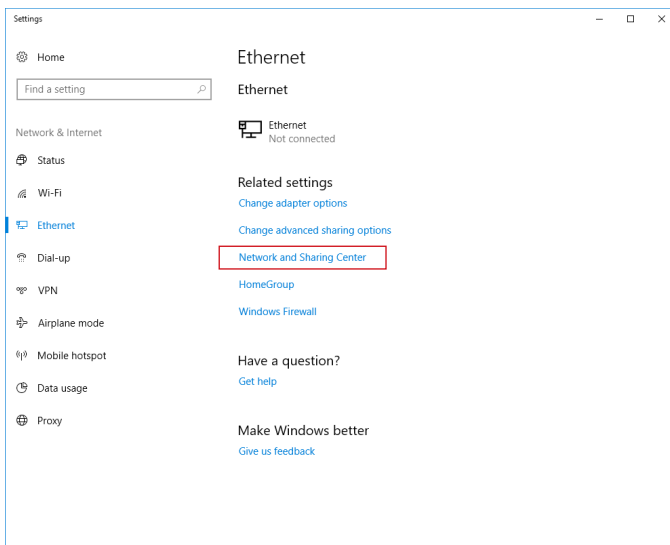 Settings
Home
Find a setting
Network & Internet
Status
Wi-Fi
Ethernet
Dial-up
VPN
Airplane mode
Mobile hotspot
Data usage
Proxy
Ethernet
Ethernet
Ethernet
Not connected
Related settings
Change adapter options
Change advanced sharing options
Network and Sharing Center
HomeGroup
Windows Firewall
Have a question?
Get help
Make Windows better
Give us feedback